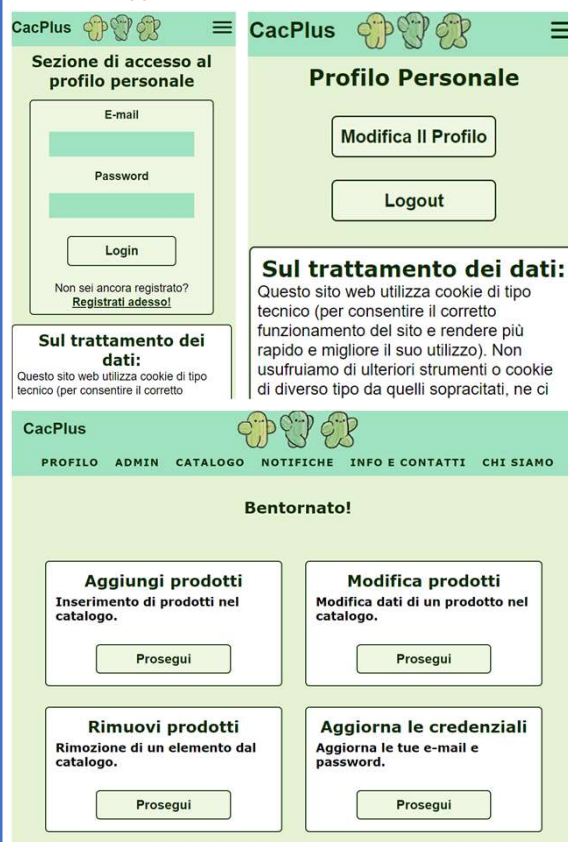 CacPlus
Sezione di accesso al
profilo personale
E-mail
Password
Login
Non sei ancora registrato?
Registrati adesso!
Sul trattamento dei
dati:
Questo sito web utilizza cookie di tipo
tecnico (per consentire il corretto
CacPlus
Profilo Personale
Modifica Il Profilo
Logout
Sul trattamento dei dati:
Questo sito web utilizza cookie di tipo
tecnico (per consentire il corretto
funzionamento del sito e rendere più
rapido e migliore il suo utilizzo). Non
usufruiamo di ulteriori strumenti o cookie
di diverso tipo da quelli sopracitati, ne ci
CacPlus
PROFILO ADMIN CATALOGO NOTIFICHE INFO E CONTATTI CHI SIAMO
Bentornato!
Aggiungi prodotti
Inserimento di prodotti nel
catalogo.
Prosegui
Modifica prodotti
Modifica dati di un prodotto nel
catalogo.
Prosegui
Rimuovi prodotti
Rimozione di un elemento dal
catalogo.
Prosegui
Aggiorna le credenziali
Aggiorna le tue e-mail e
password.
Prosegui